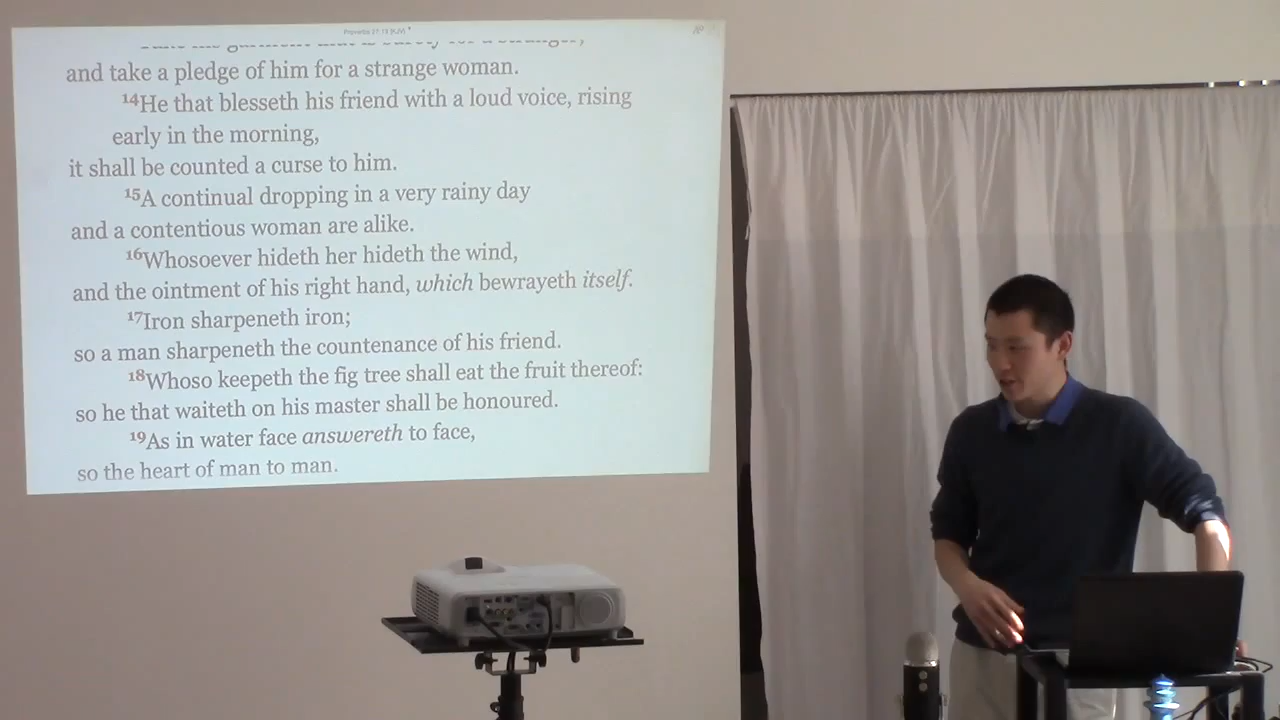 Proverbs 27:18 (KJV)
and take a pledge of him for a strange woman.
¹⁴He that blesseth his friend with a loud voice, rising
early in the morning,
it shall be counted a curse to him.
¹⁵A continual dropping in a very rainy day
and a contentious woman are alike.
¹⁶Whosoever hideth her hideth the wind,
and the ointment of his right hand, which bewrayeth itself.
¹⁷Iron sharpeneth iron;
so a man sharpeneth the countenance of his friend.
¹⁸Whoso keepeth the fig tree shall eat the fruit thereof:
so he that waiteth on his master shall be honoured.
¹⁹As in water face answereth to face,
so the heart of man to man.